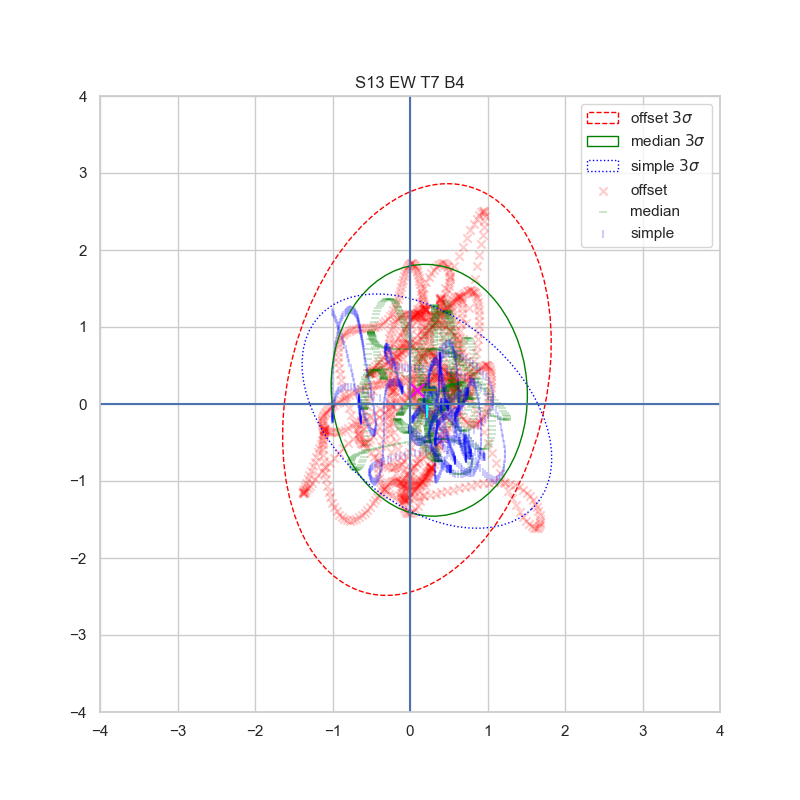 S13 EW T7 B4
offset 3σ
median 3σ
simple 3σ
offset
median
simple
4
3
2
1
0
−1
−2
−3
−4
−4 −3 −2 −1 0 1 2 3 4